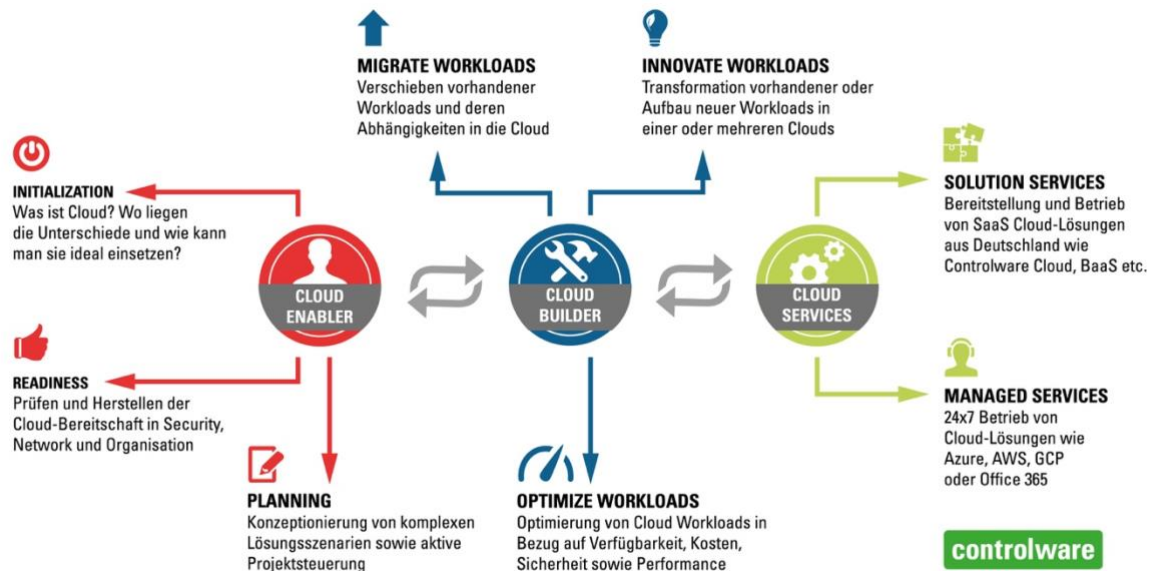 MIGRATE WORKLOADS
Verschieben vorhandener
Workloads und deren
Abhängigkeiten in die Cloud
INNOVATE WORKLOADS
Transformation vorhandener oder
Aufbau neuer Workloads in
einer oder mehreren Clouds
INITIALIZATION
Was ist Cloud? Wo liegen
die Unterschiede und wie kann
man sie ideal einsetzen?
SOLUTION SERVICES
Bereitstellung und Betrieb
von SaaS Cloud-Lösungen
aus Deutschland wie
Controlware Cloud, BaaS etc.
CLOUD
ENABLER
CLOUD
BUILDER
CLOUD
SERVICES
READINESS
Prüfen und Herstellen der
Cloud-Bereitschaft in Security,
Network und Organisation
MANAGED SERVICES
24x7 Betrieb von
Cloud-Lösungen wie
Azure, AWS, GCP
oder Office 365
PLANNING
Konzeptionierung von komplexen
Lösungsszenarien sowie aktive
Projektsteuerung
OPTIMIZE WORKLOADS
Optimierung von Cloud Workloads in
Bezug auf Verfügbarkeit, Kosten,
Sicherheit sowie Performance
controlware